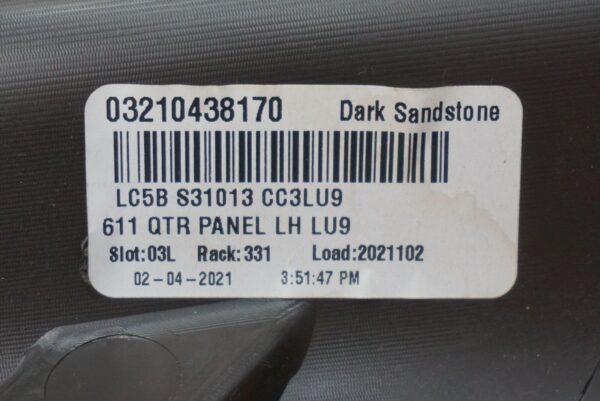 03210438170 Dark Sandstone
LC5B S31013 CC3LU9
611 QTR PANEL LH LU9
Slot:03L Rack:331 Load:2021102
02-04-2021 3:51:47 PM